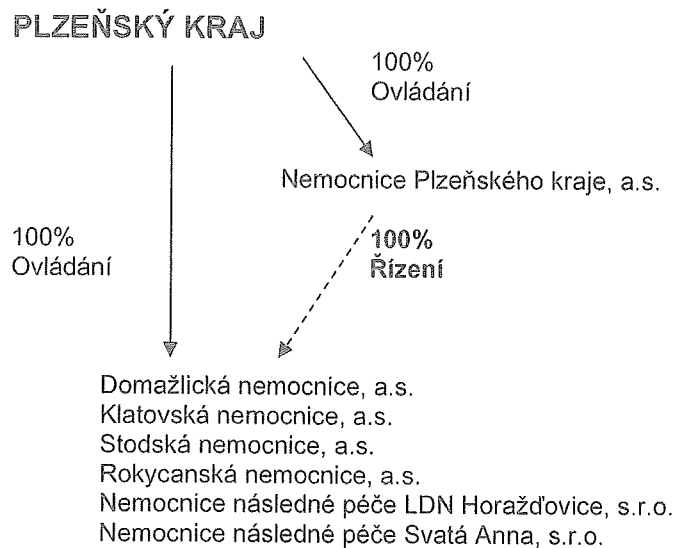 PLZEŇSKÝ KRAJ
100%
Ovládání
Nemocnice Plzeňského kraje, a.s.
100%
Ovládání
100%
Řízení
Domažlická nemocnice, a.s.
Klatovská nemocnice, a.s.
Stodská nemocnice, a.s.
Rokycanská nemocnice, a.s.
Nemocnice následné péče LDN Horažďovice, s.r.o.
Nemocnice následné péče Svatá Anna, s.r.o.